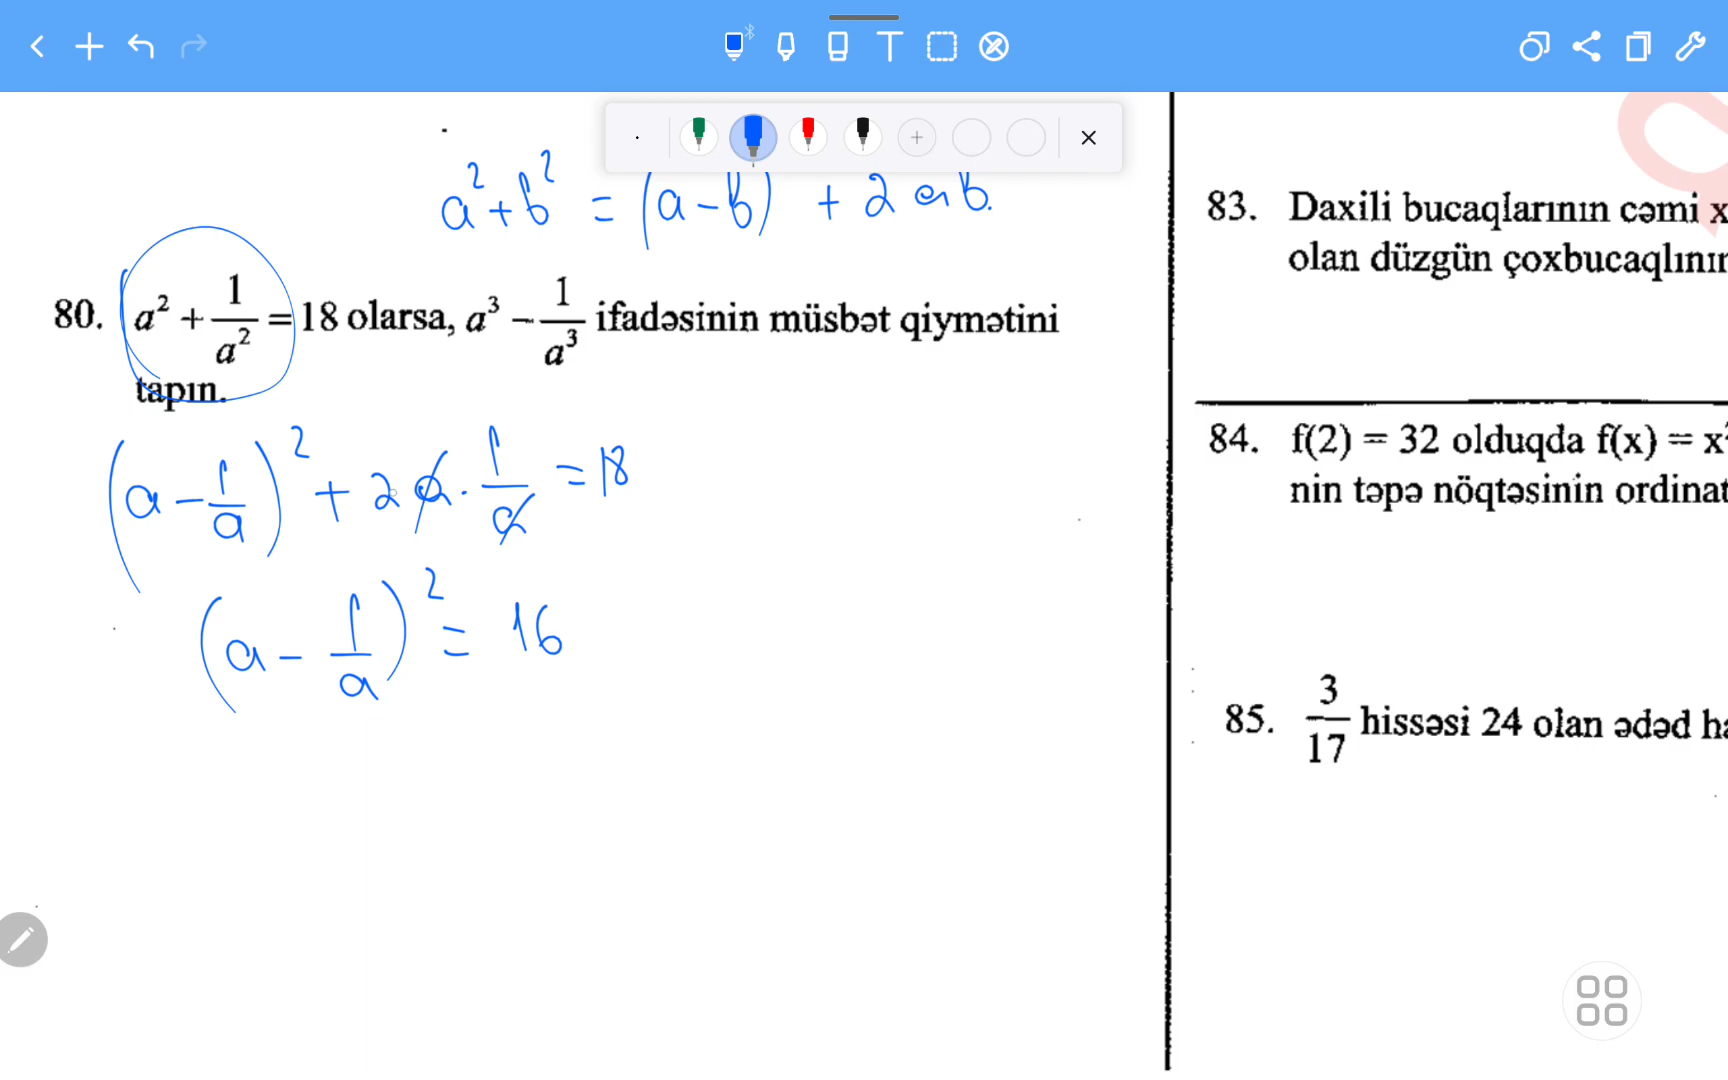 a² + b² = (a - b) + 2ab.
80. a² + 1/a² = 18 olarsa, a³ - 1/a³ ifadəsinin müsbət qiymətini
tapın.
(a - 1/a)² + 2a · 1/a = 18
(a - 1/a)² = 16
83. Daxili bucaqlarının cəmi x
olan düzgün çoxbucaqlının
84. f(2) = 32 olduqda f(x) = x²
nin təpə nöqtəsinin ordinat
85. 3/17 hissəsi 24 olan ədəd